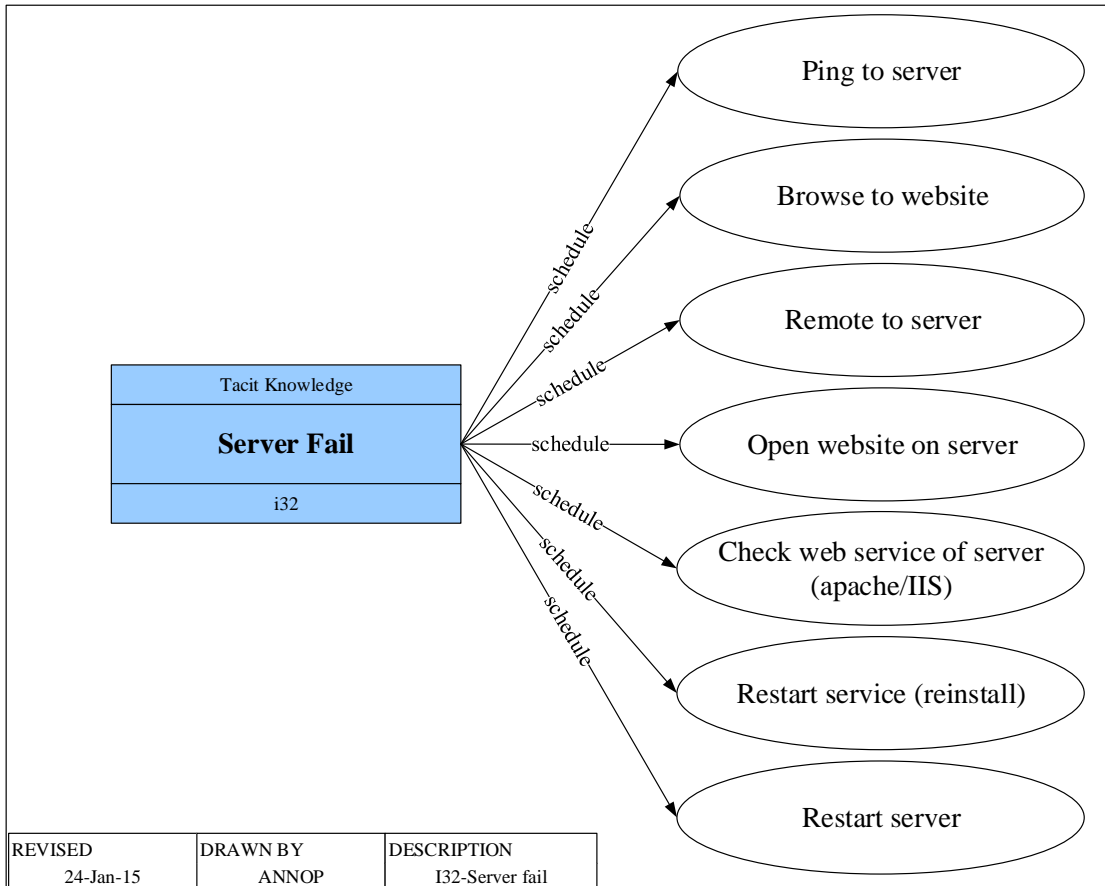 Ping to server
schedule
Browse to website
schedule
Remote to server
schedule
Tacit Knowledge
Server Fail
i32
schedule
Open website on server
schedule
Check web service of server
(apache/IIS)
schedule
Restart service (reinstall)
schedule
Restart server
REVISED
24-Jan-15
DRAWN BY
ANNOP
DESCRIPTION
I32-Server fail